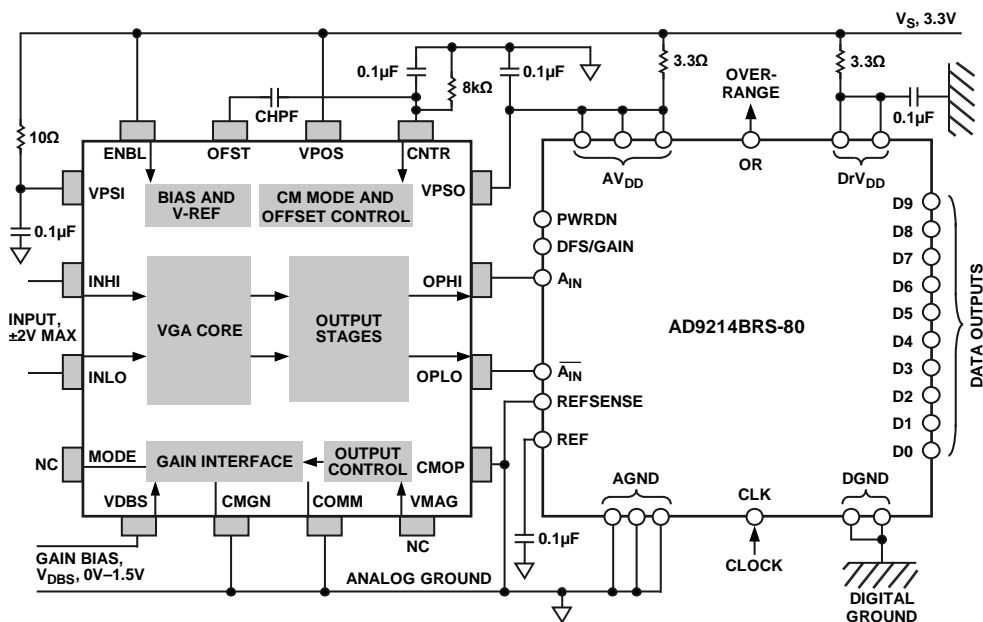 VS, 3.3V
0.1µF
8kΩ
0.1µF
3.3Ω
3.3Ω
OVER-
RANGE
0.1µF
CHPF
10Ω
ENBL
OFST
VPOS
CNTR
AVDD
OR
DrVDD
VPSI
BIAS AND
V-REF
CM MODE AND
OFFSET CONTROL
VPSO
0.1µF
PWRDN
DFS/GAIN
INHI
OPHI
AIN
INPUT,
±2V MAX
VGA CORE
OUTPUT
STAGES
AD9214BRS-80
INLO
OPLO
AIN
REFSENSE
REF
D9
D8
D7
D6
D5
D4
D3
D2
D1
D0
DATA OUTPUTS
NC
MODE
GAIN INTERFACE
OUTPUT
CONTROL
CMOP
VDBS
CMGN
COMM
VMAG
NC
AGND
CLK
DGND
0.1µF
CLOCK
GAIN BIAS,
VDBS, 0V–1.5V
ANALOG GROUND
DIGITAL
GROUND